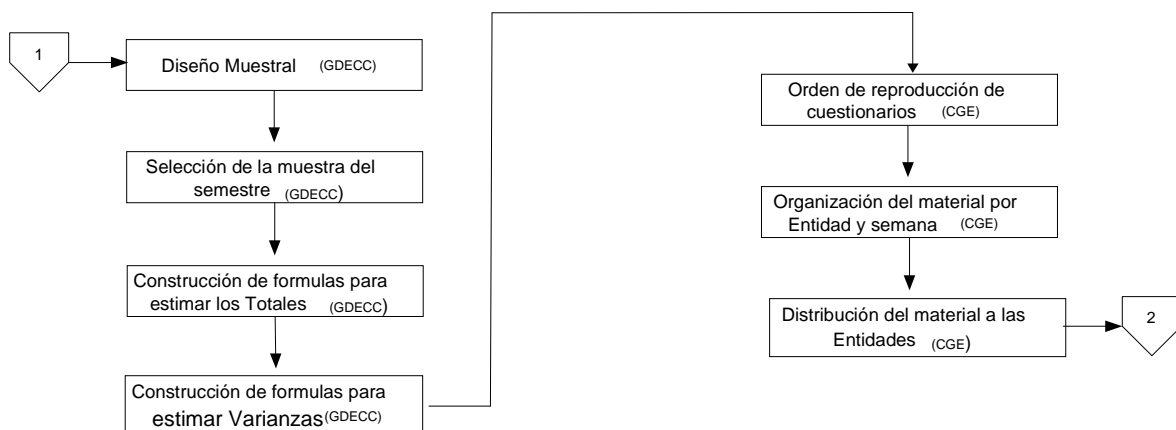 1
Diseño Muestral (GDECC)
Selección de la muestra del
semestre (GDECC)
Construcción de formulas para
estimar los Totales (GDECC)
Construcción de formulas para
estimar Varianzas(GDECC)
Orden de reproducción de
cuestionarios (CGE)
Organización del material por
Entidad y semana (CGE)
Distribución del material a las
Entidades (CGE)
2